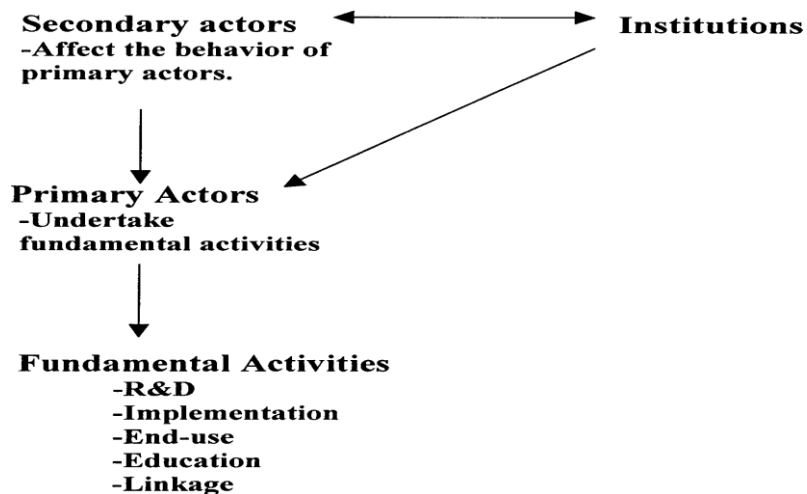 Secondary actors
-Affect the behavior of
primary actors.
Institutions
Primary Actors
-Undertake
fundamental activities
Fundamental Activities
-R&D
-Implementation
-End-use
-Education
-Linkage